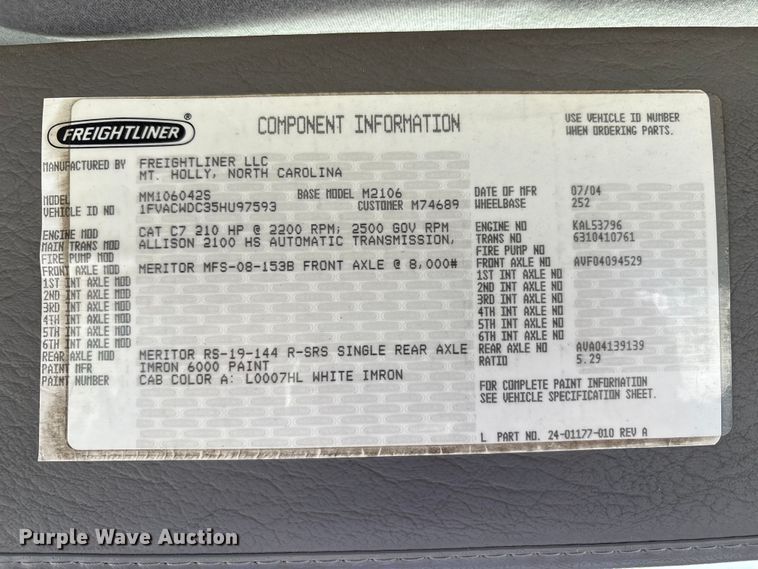 FREIGHTLINER ®
COMPONENT INFORMATION
USE VEHICLE ID NUMBER
WHEN ORDERING PARTS.
MANUFACTURED BY FREIGHTLINER LLC
MT. HOLLY, NORTH CAROLINA
MODEL MM106042S BASE MODEL M2106 DATE OF MFR 07/04
VEHICLE ID NO 1FVACWDC35HU97593 CUSTOMER M74689 WHEELBASE 252
ENGINE MOD CAT C7 210 HP @ 2200 RPM; 2500 GOV RPM ENGINE NO KAL53796
MAIN TRANS MOD ALLISON 2100 HS AUTOMATIC TRANSMISSION, TRANS NO 6310410761
FIRE PUMP MOD FIRE PUMP NO
FRONT AXLE MOD MERITOR MFS-08-153B FRONT AXLE @ 8,000# FRONT AXLE NO AVF04094529
1ST INT AXLE MOD 1ST INT AXLE NO
2ND INT AXLE MOD 2ND INT AXLE NO
3RD INT AXLE MOD 3RD INT AXLE NO
4TH INT AXLE MOD 4TH INT AXLE NO
5TH INT AXLE MOD 5TH INT AXLE NO
6TH INT AXLE MOD 6TH INT AXLE NO
REAR AXLE MOD MERITOR RS-19-144 R-SRS SINGLE REAR AXLE REAR AXLE NO AVA04139139
PAINT MFR IMRON 6000 PAINT RATIO 5.29
PAINT NUMBER CAB COLOR A: L0007HL WHITE IMRON
FOR COMPLETE PAINT INFORMATION
SEE VEHICLE SPECIFICATION SHEET.
L PART NO. 24-01177-010 REV A
Purple Wave Auction